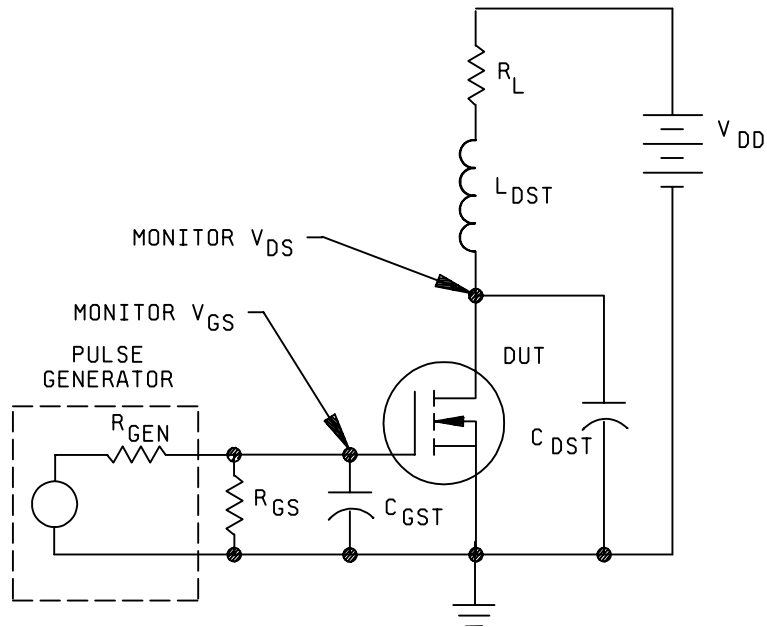 R_L
V_DD
L_DST
MONITOR V_DS
MONITOR V_GS
PULSE
GENERATOR
DUT
R_GEN
C_DST
R_GS
C_GST